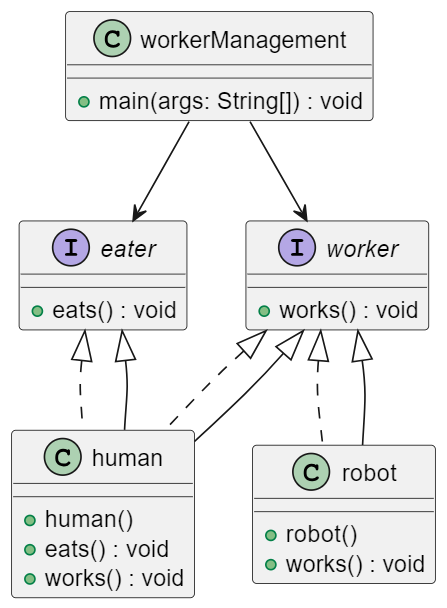 C workerManagement
main(args: String[]) : void
I eater
I worker
eats() : void
works() : void
C human
C robot
human()
eats() : void
works() : void
robot()
works() : void